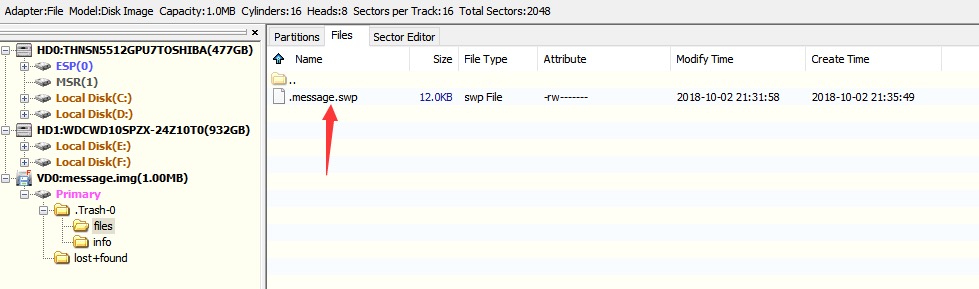 Adapter:File Model:Disk Image Capacity:1.0MB Cylinders:16 Heads:8 Sectors per Track:16 Total Sectors:2048
HD0:THNSN5512GPU7TOSHIBA(477GB)
ESP(0)
MSR(1)
Local Disk(C:)
Local Disk(D:)
HD1:WDCWD10SPZX-24Z10T0(932GB)
Local Disk(E:)
Local Disk(F:)
VD0:message.img(1.00MB)
Primary
.Trash-0
files
info
lost+found
Partitions Files Sector Editor
Name Size File Type Attribute Modify Time Create Time
..
.message.swp 12.0KB swp File -rw------- 2018-10-02 21:31:58 2018-10-02 21:35:49